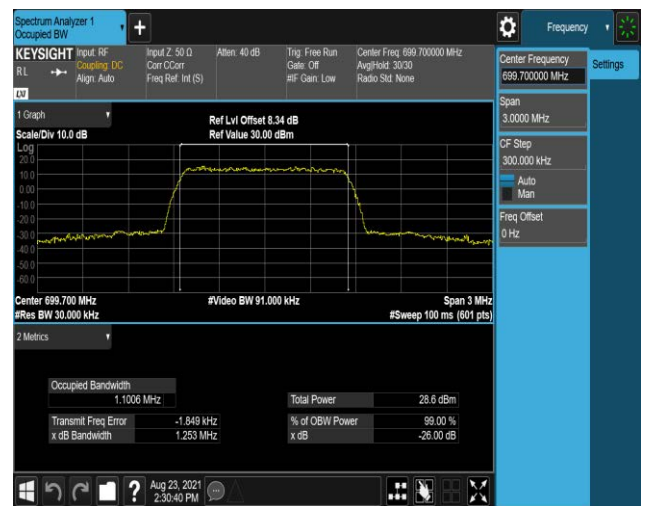 Spectrum Analyzer 1
Occupied BW
+
Frequency
KEYSIGHT Input: RF Input Z: 50 Ω Atten: 40 dB Trig: Free Run Center Freq: 699.700000 MHz
RL Coupling: DC Corr CCorr Gate: Off Avg|Hold: 30/30
Align: Auto Freq Ref: Int (S) #IF Gain: Low Radio Std: None
LXI
Center Frequency
699.700000 MHz
Settings
Span
3.0000 MHz
CF Step
300.000 kHz
Auto
Man
Freq Offset
0 Hz
1 Graph
Ref Lvl Offset 8.34 dB
Scale/Div 10.0 dB Ref Value 30.00 dBm
Log
20.0
10.0
0.00
-10.0
-20.0
-30.0
-40.0
-50.0
-60.0
Center 699.700 MHz #Video BW 91.000 kHz Span 3 MHz
#Res BW 30.000 kHz #Sweep 100 ms (601 pts)
2 Metrics
Occupied Bandwidth
1.1006 MHz Total Power 28.6 dBm
Transmit Freq Error -1.849 kHz % of OBW Power 99.00 %
x dB Bandwidth 1.253 MHz x dB -26.00 dB
? Aug 23, 2021
2:30:40 PM